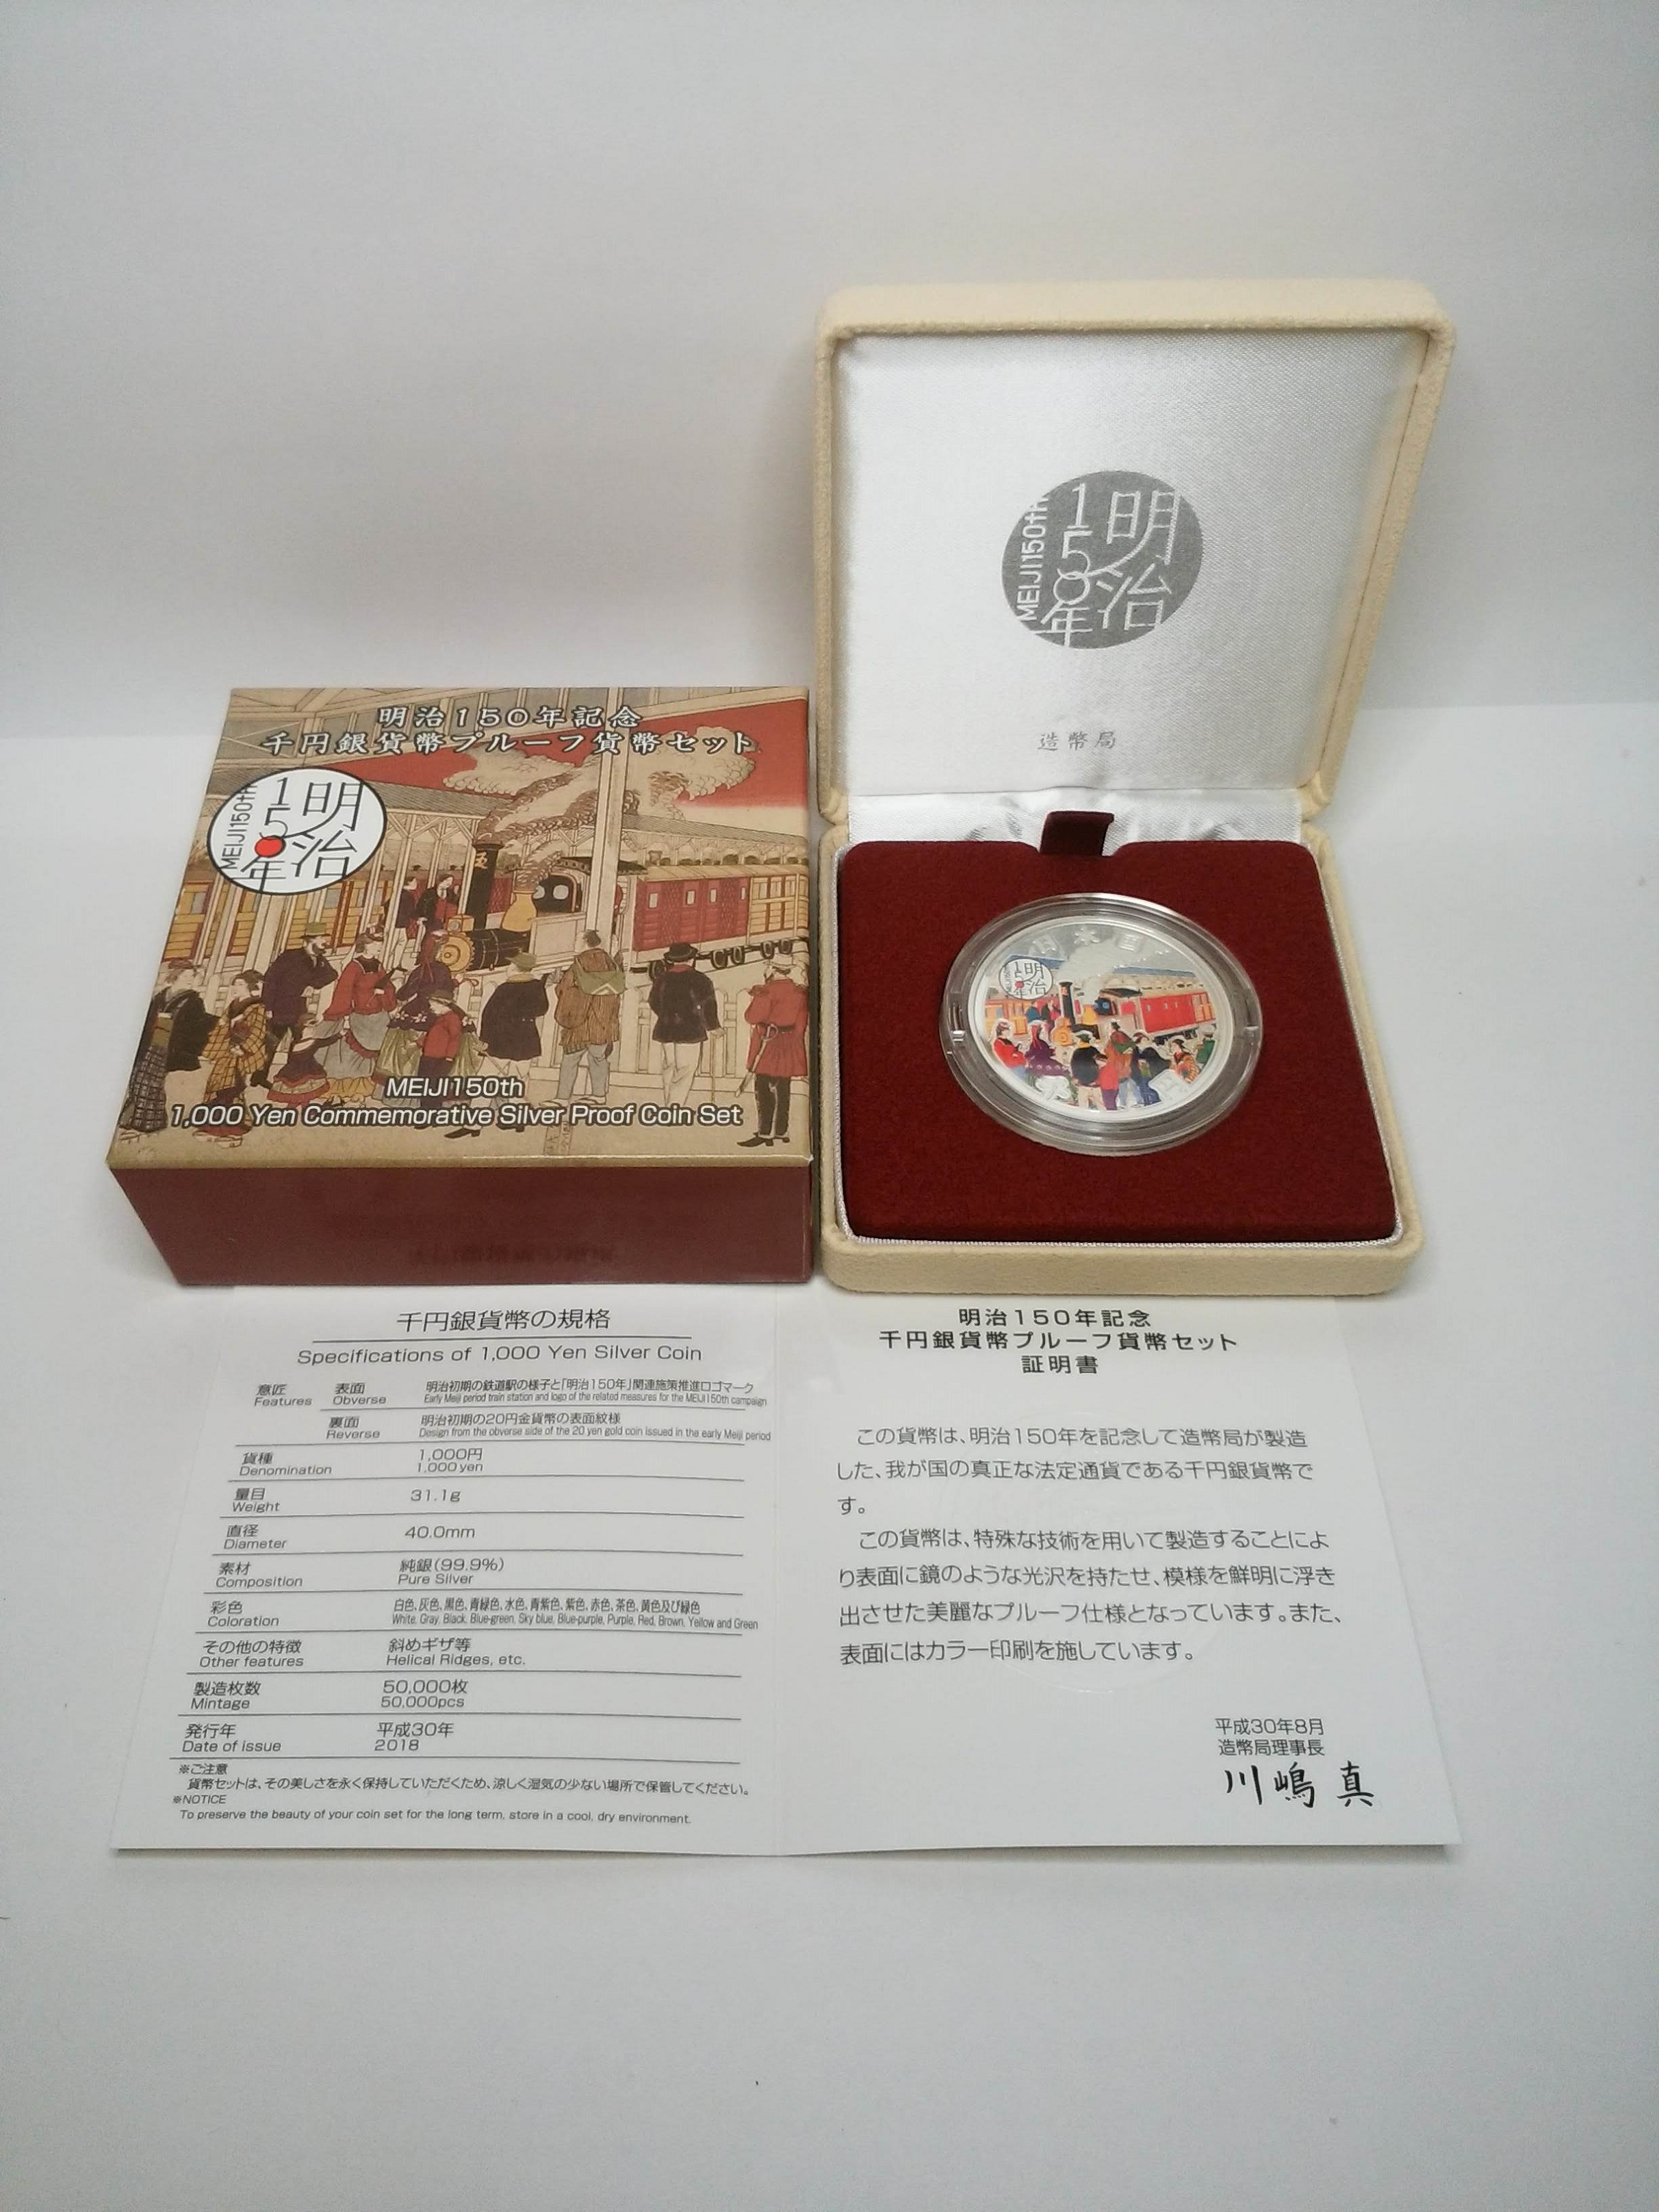 明治150年
MEIJI150th
造幣局
明治150年記念
千円銀貨幣プルーフ貨幣セット
明治150年
MEIJI150th
MEIJI150th
1,000 Yen Commemorative Silver Proof Coin Set
日本国
明治150年
千円銀貨幣の規格
Specifications of 1,000 Yen Silver Coin
意匠 表面 明治初期の鉄道駅の様子と「明治150年」関連施策推進ロゴマーク
Features Obverse Early Meiji period train station and logo of the related measures for the MEIJI150th campaign
裏面 明治初期の20円金貨幣の表面紋様
Reverse Design from the obverse side of the 20 yen gold coin issued in the early Meiji period
貨種 1,000円
Denomination 1,000 yen
量目 31.1g
Weight
直径 40.0mm
Diameter
素材 純銀(99.9%)
Composition Pure Silver
彩色 白色、灰色、黒色、青緑色、水色、青紫色、紫色、赤色、茶色、黄色及び緑色
Coloration White, Gray, Black, Blue-green, Sky blue, Blue-purple, Purple, Red, Brown, Yellow and Green
その他の特徴 斜めギザ等
Other features Helical Ridges, etc.
製造枚数 50,000枚
Mintage 50,000pcs
発行年 平成30年
Date of issue 2018
※ご注意
貨幣セットは、その美しさを永く保持していただくため、涼しく湿気の少ない場所で保管してください。
※NOTICE
To preserve the beauty of your coin set for the long term, store in a cool, dry environment.
明治150年記念
千円銀貨幣プルーフ貨幣セット
証明書
この貨幣は、明治150年を記念して造幣局が製造
した、我が国の真正な法定通貨である千円銀貨幣で
す。
この貨幣は、特殊な技術を用いて製造することによ
り表面に鏡のような光沢を持たせ、模様を鮮明に浮き
出させた美麗なプルーフ仕様となっています。また、
表面にはカラー印刷を施しています。
平成30年8月
造幣局理事長
川嶋 真